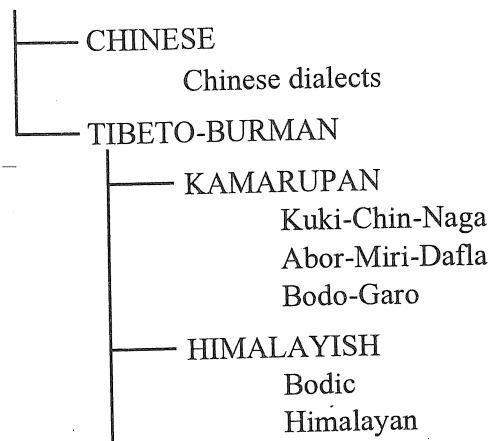 CHINESE
Chinese dialects
TIBETO-BURMAN
KAMARUPAN
Kuki-Chin-Naga
Abor-Miri-Dafla
Bodo-Garo
HIMALAYISH
Bodic
Himalayan